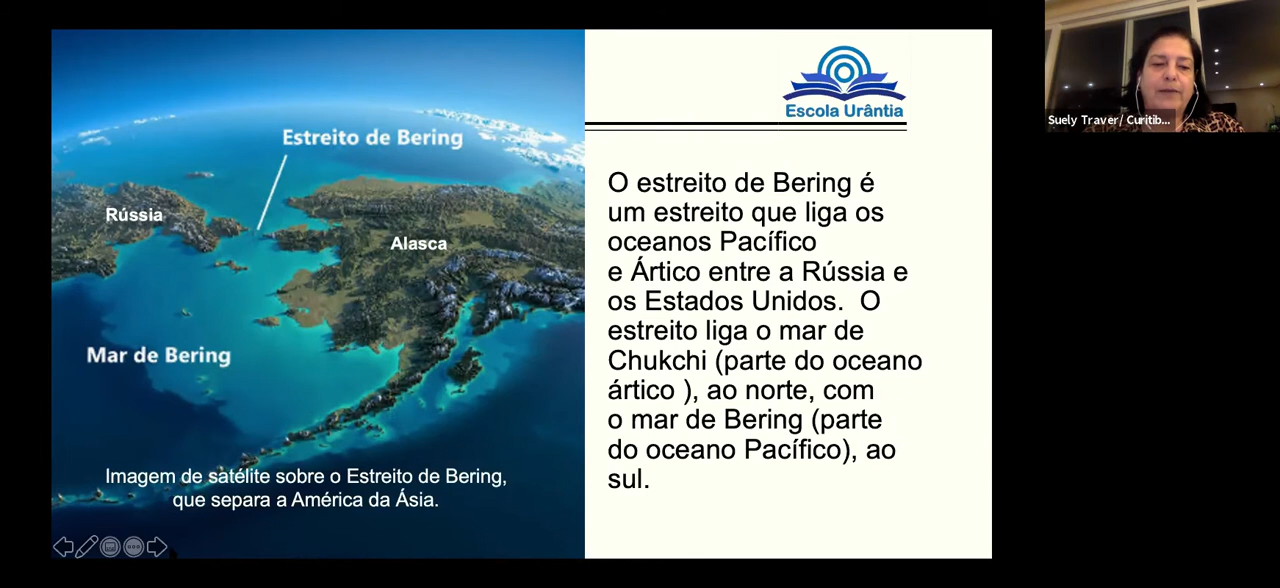 Estreito de Bering
Rússia
Alasca
Mar de Bering
Imagem de satélite sobre o Estreito de Bering,
que separa a América da Ásia.
Escola Urântia
O estreito de Bering é
um estreito que liga os
oceanos Pacífico
e Ártico entre a Rússia e
os Estados Unidos.  O
estreito liga o mar de
Chukchi (parte do oceano
ártico ), ao norte, com
o mar de Bering (parte
do oceano Pacífico), ao
sul.
Suely Traver/ Curitib...